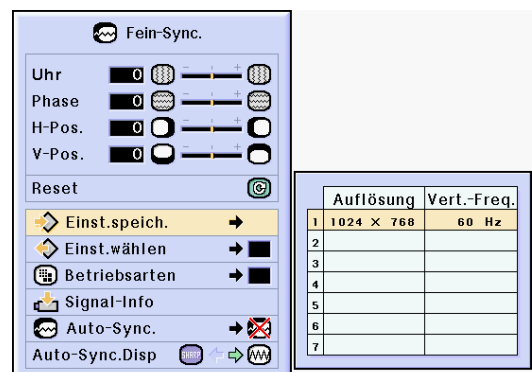 Fein-Sync.
Uhr 0
Phase 0
H-Pos. 0
V-Pos. 0
Reset
Einst.speich.
Einst.wählen
Betriebsarten
Signal-Info
Auto-Sync.
Auto-Sync.Disp SHARP
Auflösung Vert.-Freq.
1 1024 X 768 60 Hz
2
3
4
5
6
7